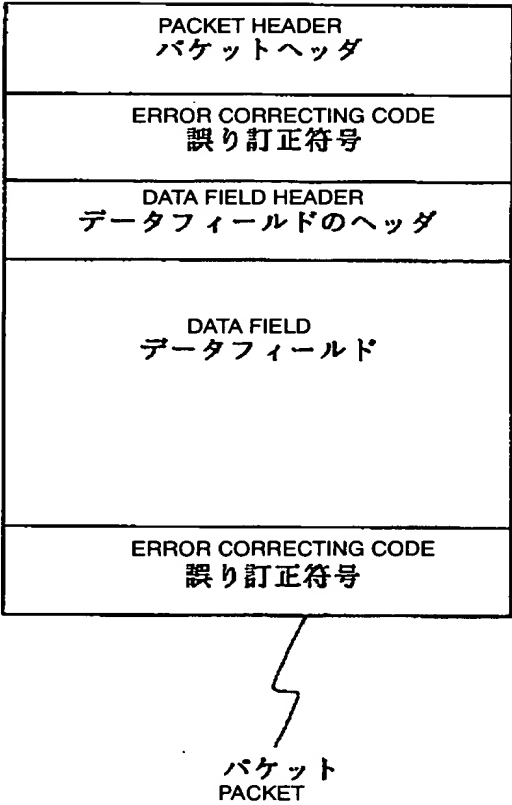 PACKET HEADER
パケットヘッダ
ERROR CORRECTING CODE
誤り訂正符号
DATA FIELD HEADER
データフィールドのヘッダ
DATA FIELD
データフィールド
ERROR CORRECTING CODE
誤り訂正符号
パケット
PACKET